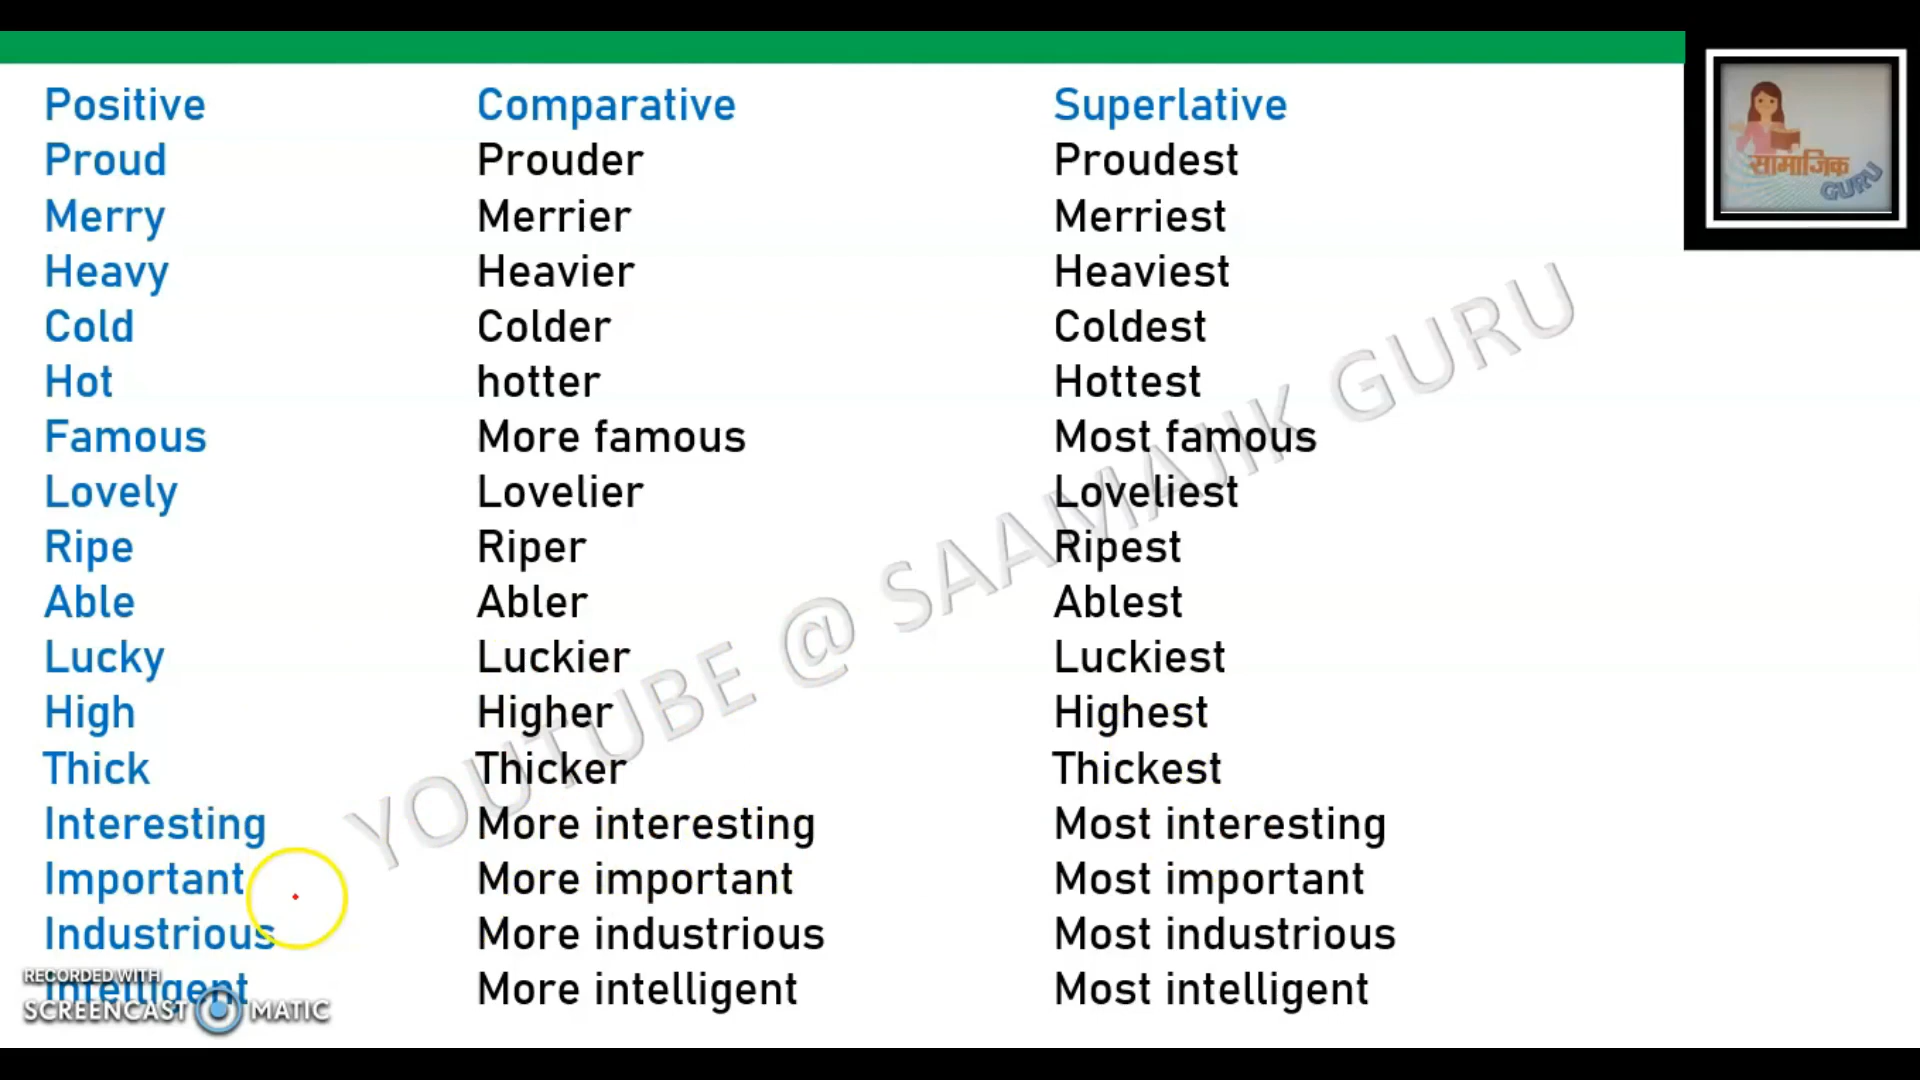 Positive Comparative Superlative
Proud Prouder Proudest
Merry Merrier Merriest
Heavy Heavier Heaviest
Cold Colder Coldest
Hot hotter Hottest
Famous More famous Most famous
Lovely Lovelier Loveliest
Ripe Riper Ripest
Able Abler Ablest
Lucky Luckier Luckiest
High Higher Highest
Thick Thicker Thickest
Interesting More interesting Most interesting
Important More important Most important
Industrious More industrious Most industrious
Intelligent More intelligent Most intelligent
सामाजिक
GURU
YOUTUBE @ SAAMAJIK GURU
RECORDED WITH
SCREENCAST MATIC